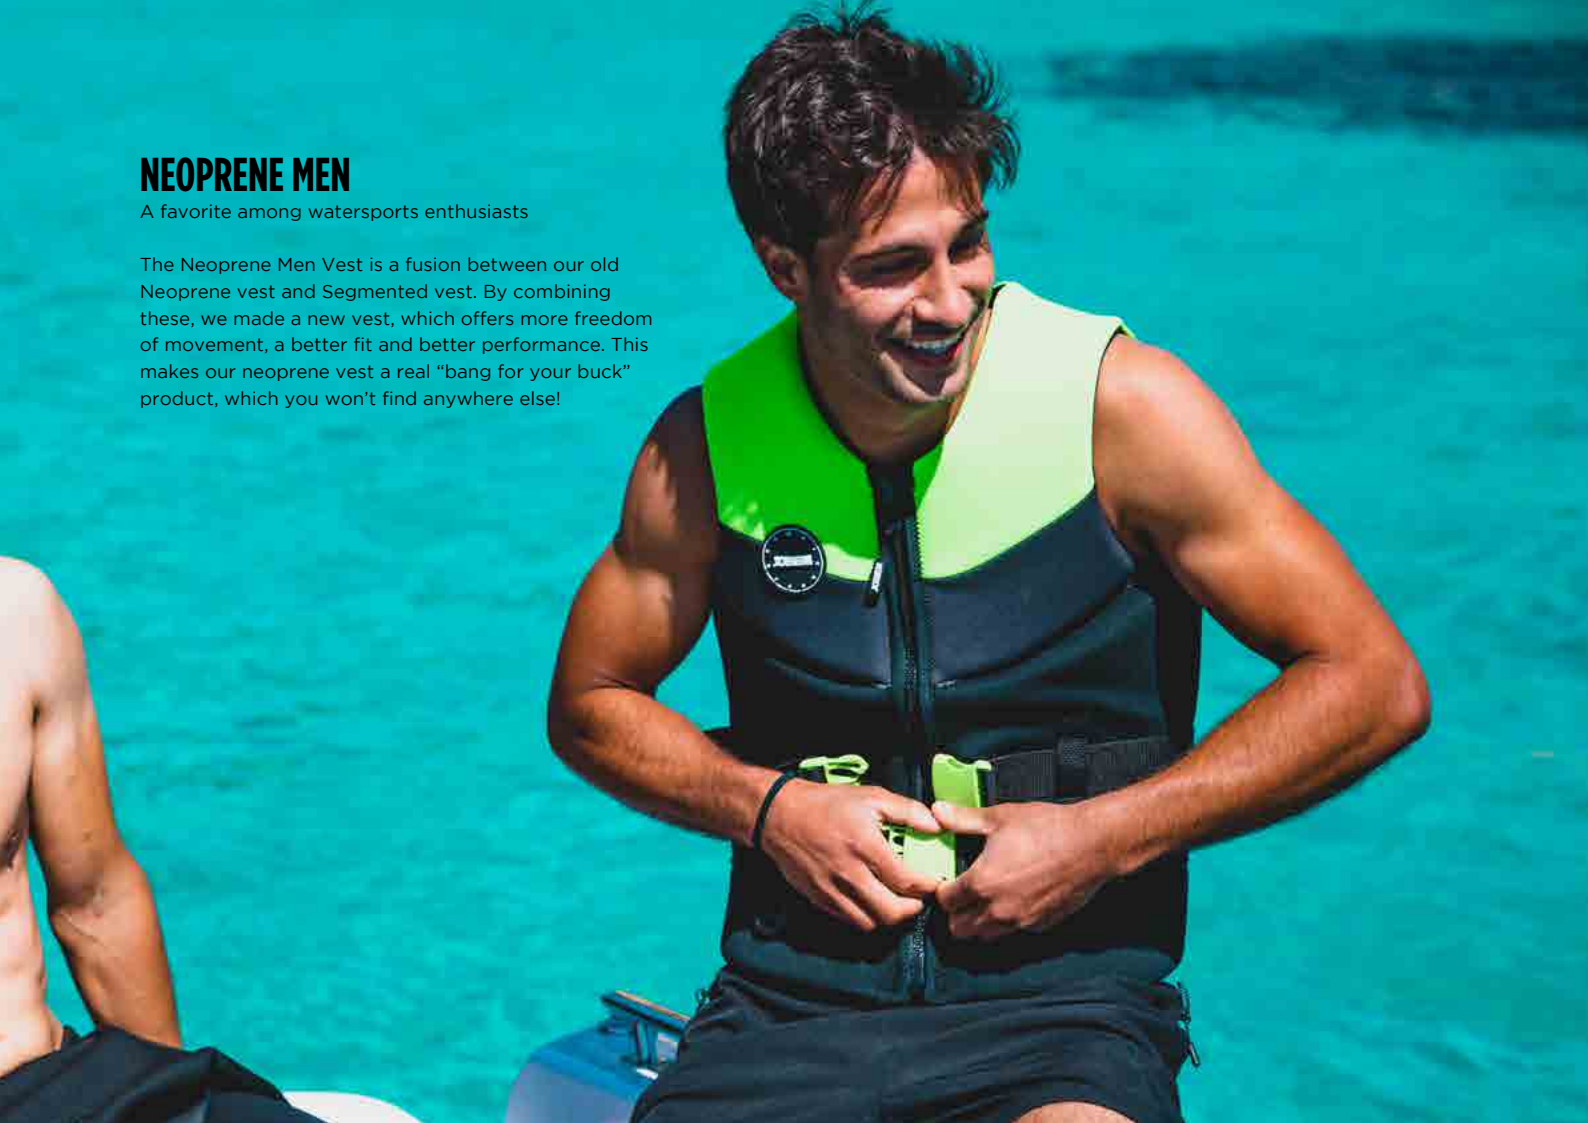 NEOPRENE MEN
A favorite among watersports enthusiasts
The Neoprene Men Vest is a fusion between our old
Neoprene vest and Segmented vest. By combining
these, we made a new vest, which offers more freedom
of movement, a better fit and better performance. This
makes our neoprene vest a real “bang for your buck”
product, which you won’t find anywhere else!